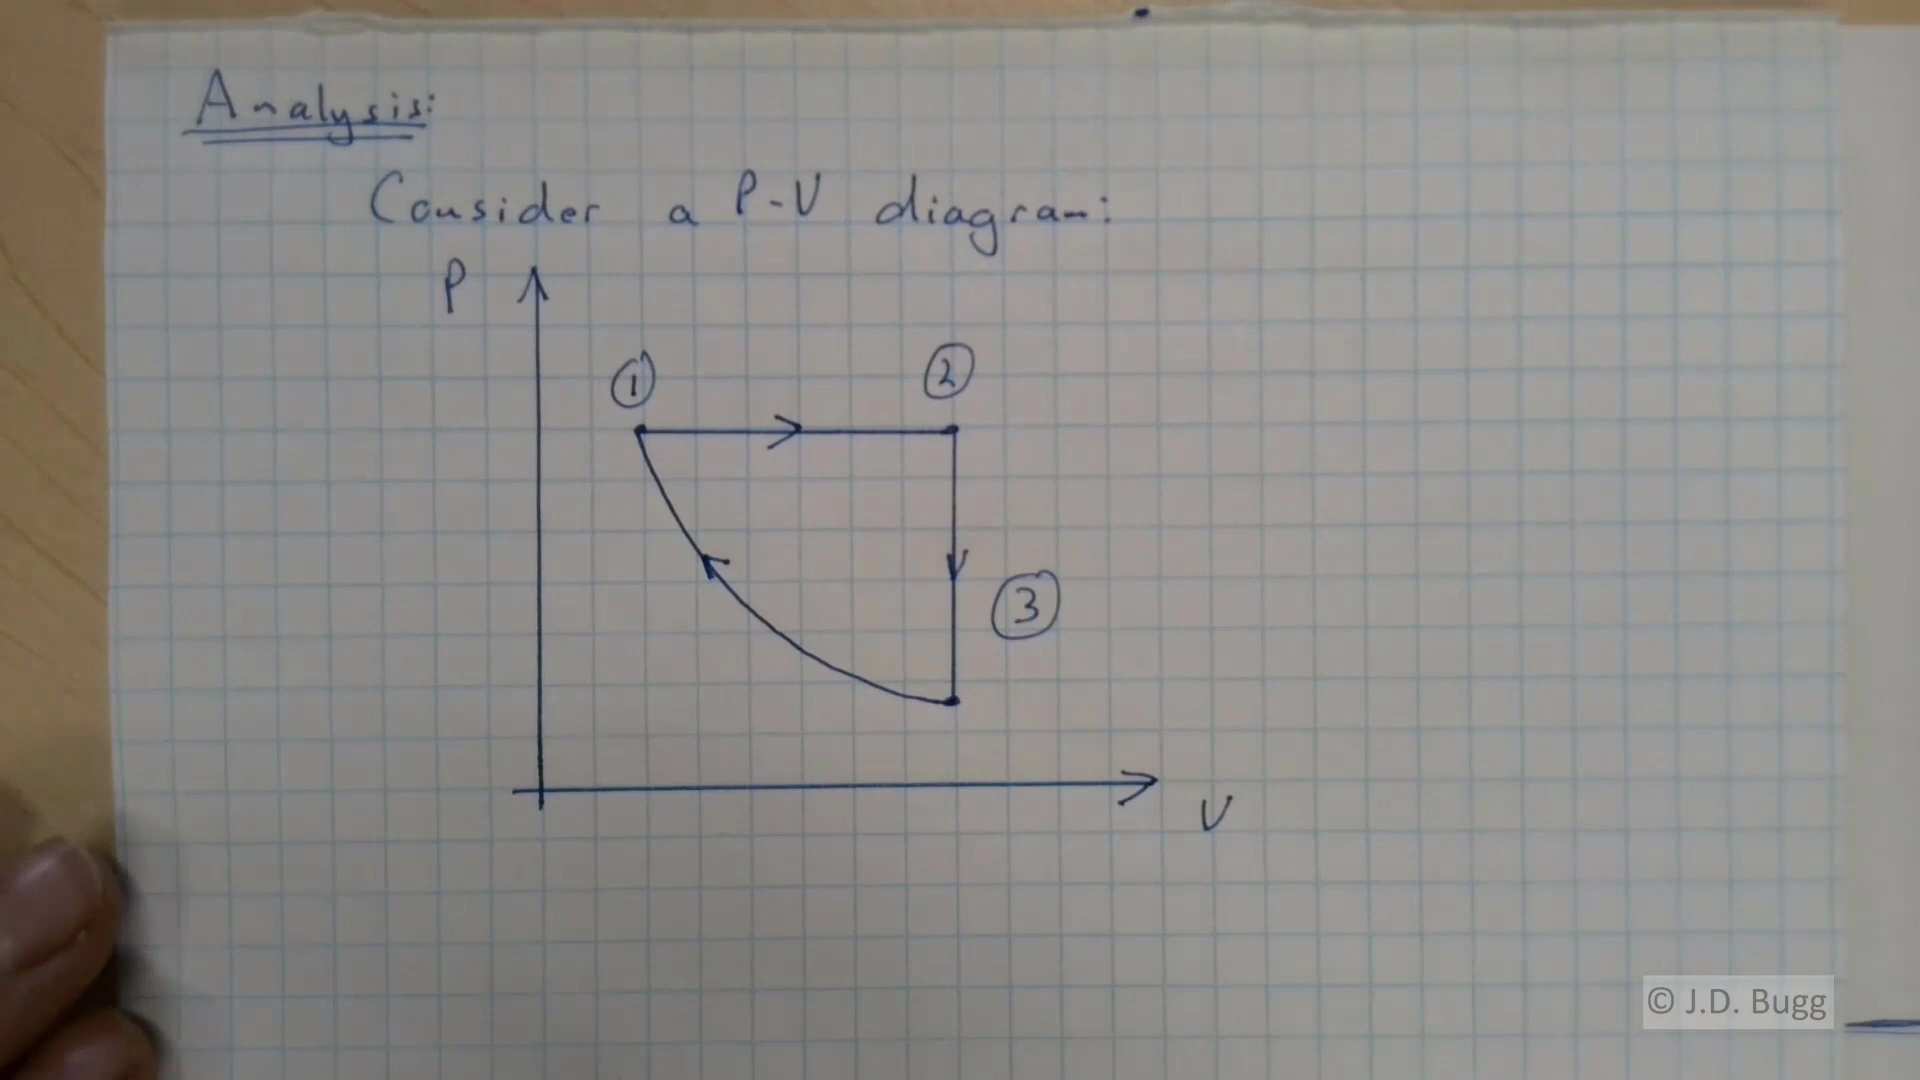 Analysis:
Consider a P-V diagram:
P
① ②
③
V
© J.D. Bugg